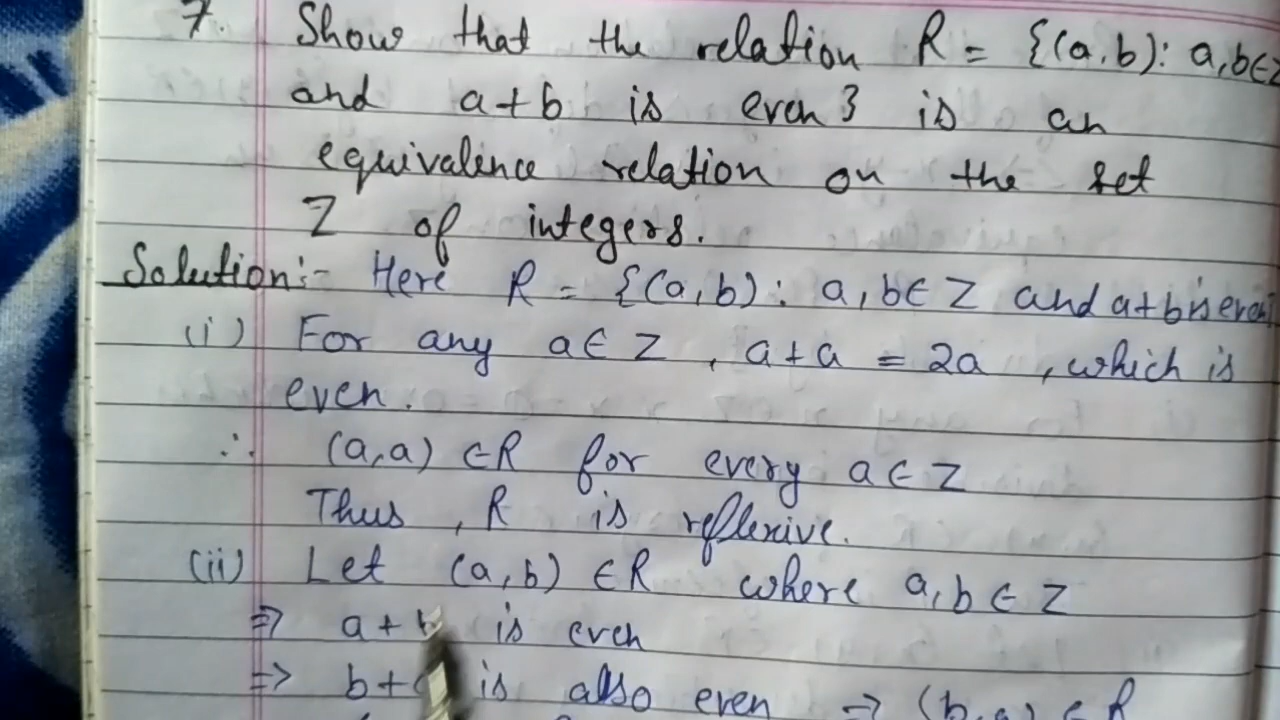 7. Show that the relation R = {(a,b): a,b∈Z
and a+b is even} is an
equivalence relation on the set
Z of integers.
Solution:- Here R = {(a,b): a,b∈Z and a+b is even}
(i) For any a∈Z, a+a = 2a, which is
even.
∴ (a,a) ∈R for every a∈Z
Thus, R is reflexive.
(ii) Let (a,b) ∈R where a,b∈Z
⇒ a+b is even
⇒ b+ is also even ⇒ (b,a) ∈ R